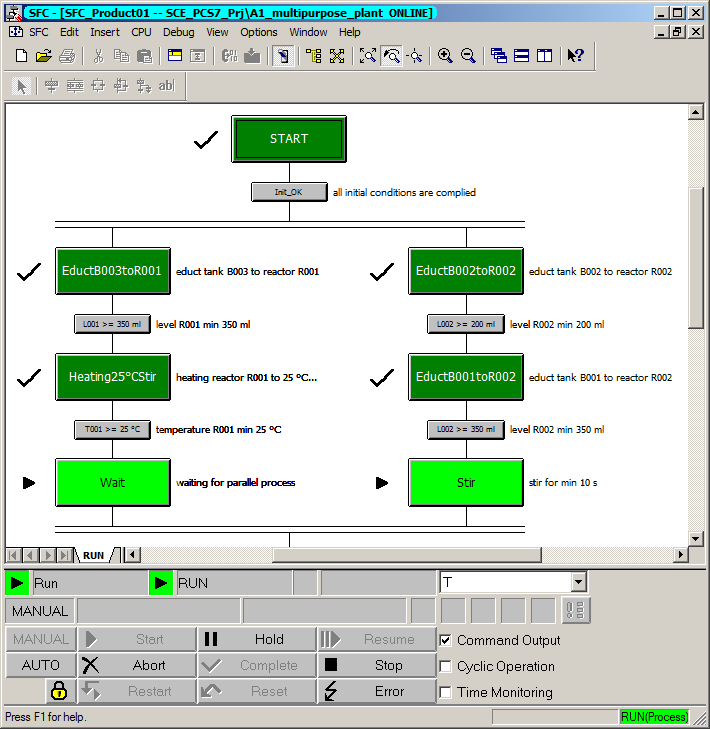 SFC - [SFC_Product01 -- SCE_PCS7_Prj\A1_multipurpose_plant ONLINE]
SFC Edit Insert CPU Debug View Options Window Help
START
Init_OK all initial conditions are complied
EductB003toR001 educt tank B003 to reactor R001 EductB002toR002 educt tank B002 to reactor R002
L001 >= 350 ml level R001 min 350 ml L002 >= 200 ml level R002 min 200 ml
Heating25°CStir heating reactor R001 to 25 ºC... EductB001toR002 educt tank B001 to reactor R002
T001 >= 25 ºC temperature R001 min 25 ºC L002 >= 350 ml level R002 min 350 ml
Wait waiting for parallel process Stir stir for min 10 s
RUN
Run RUN T
MANUAL
MANUAL Start Hold Resume Command Output
AUTO Abort Complete Stop Cyclic Operation
Restart Reset Error Time Monitoring
Press F1 for help. RUN(Process)